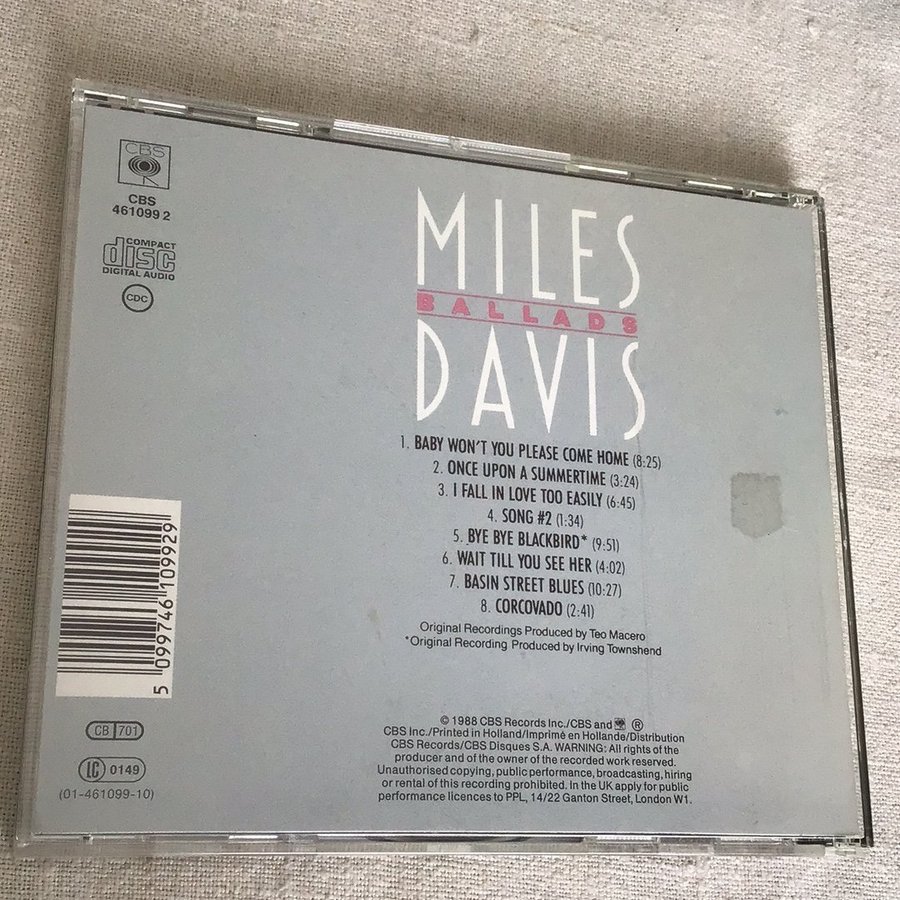 CBS
CBS
461099 2
COMPACT
disc
DIGITAL AUDIO
CDC
MILES
BALLADS
DAVIS
1. BABY WON'T YOU PLEASE COME HOME (8:25)
2. ONCE UPON A SUMMERTIME (3:24)
3. I FALL IN LOVE TOO EASILY (6:45)
4. SONG #2 (1:34)
5. BYE BYE BLACKBIRD* (9:51)
6. WAIT TILL YOU SEE HER (4:02)
7. BASIN STREET BLUES (10:27)
8. CORCOVADO (2:41)
Original Recordings Produced by Teo Macero
*Original Recording Produced by Irving Townshend
5 099746 109929
CB 701
LC 0149
(01-461099-10)
© 1988 CBS Records Inc./CBS and ®
CBS Inc./Printed in Holland/Imprimé en Hollande/Distribution
CBS Records/CBS Disques S.A. WARNING: All rights of the
producer and of the owner of the recorded work reserved.
Unauthorised copying, public performance, broadcasting, hiring
or rental of this recording prohibited. In the UK apply for public
performance licences to PPL, 14/22 Ganton Street, London W1.